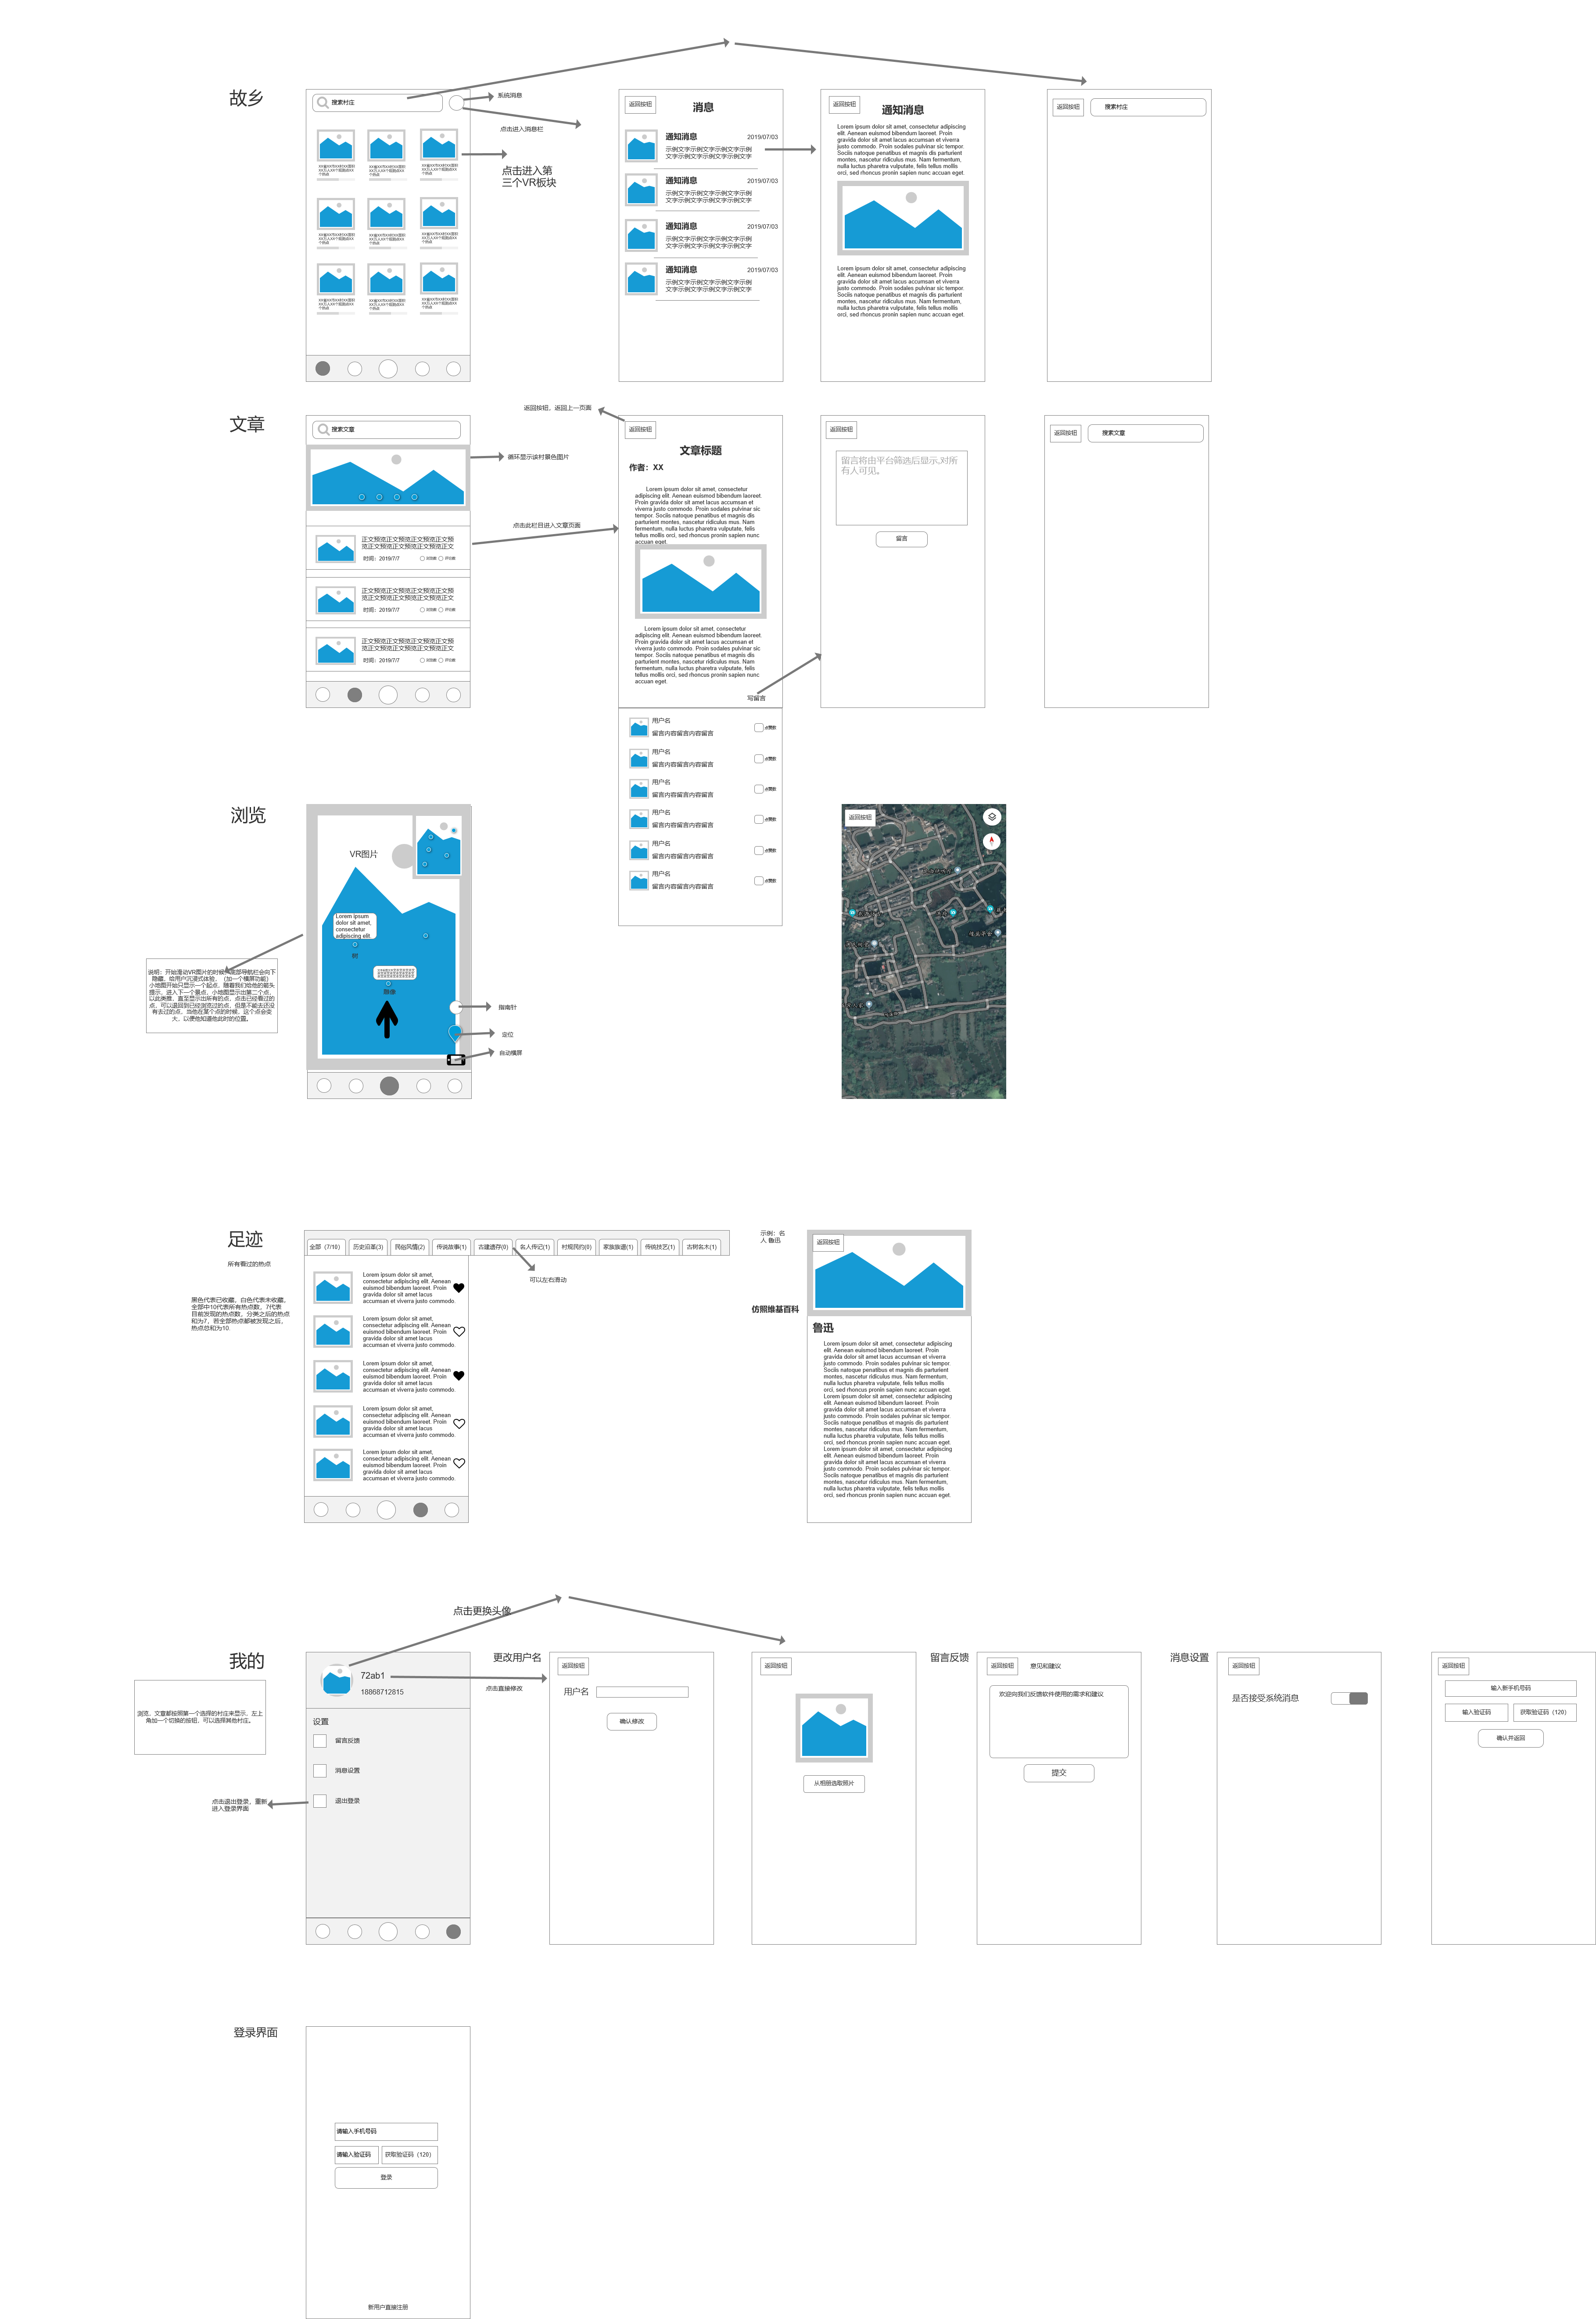 故乡
搜索村庄
系统消息
点击进入消息栏
点击进入第
三个VR板块
返回按钮
消息
通知消息
2019/07/03
示例文字示例文字示例文字示例
文字示例文字示例文字示例文字
通知消息
2019/07/03
示例文字示例文字示例文字示例
文字示例文字示例文字示例文字
通知消息
2019/07/03
示例文字示例文字示例文字示例
文字示例文字示例文字示例文字
通知消息
2019/07/03
示例文字示例文字示例文字示例
文字示例文字示例文字示例文字
返回按钮
通知消息
Lorem ipsum dolor sit amet, consectetur adipiscing
elit. Aenean euismod bibendum laoreet. Proin
gravida dolor sit amet lacus accumsan et viverra
justo commodo. Proin sodales pulvinar sic tempor.
Sociis natoque penatibus et magnis dis parturient
montes, nascetur ridiculus mus. Nam fermentum,
nulla luctus pharetra vulputate, felis tellus mollis
orci, sed rhoncus pronin sapien nunc accuan eget.
Lorem ipsum dolor sit amet, consectetur adipiscing
elit. Aenean euismod bibendum laoreet. Proin
gravida dolor sit amet lacus accumsan et viverra
justo commodo. Proin sodales pulvinar sic tempor.
Sociis natoque penatibus et magnis dis parturient
montes, nascetur ridiculus mus. Nam fermentum,
nulla luctus pharetra vulputate, felis tellus mollis
orci, sed rhoncus pronin sapien nunc accuan eget.
返回按钮
搜索村庄
文章
搜索文章
循环显示该村景色图片
点击此栏目进入文章页面
正文预览正文预览正文预览正文预
览正文预览正文预览正文预览正文
时间：2019/7/7
正文预览正文预览正文预览正文预
览正文预览正文预览正文预览正文
时间：2019/7/7
正文预览正文预览正文预览正文预
览正文预览正文预览正文预览正文
时间：2019/7/7
返回按钮，返回上一页面
返回按钮
文章标题
作者：XX
Lorem ipsum dolor sit amet, consectetur
adipiscing elit. Aenean euismod bibendum laoreet.
Proin gravida dolor sit amet lacus accumsan et
viverra justo commodo. Proin sodales pulvinar sic
tempor. Sociis natoque penatibus et magnis dis
parturient montes, nascetur ridiculus mus. Nam
fermentum, nulla luctus pharetra vulputate, felis
tellus mollis orci, sed rhoncus pronin sapien nunc
accuan eget.
Lorem ipsum dolor sit amet, consectetur
adipiscing elit. Aenean euismod bibendum laoreet.
Proin gravida dolor sit amet lacus accumsan et
viverra justo commodo. Proin sodales pulvinar sic
tempor. Sociis natoque penatibus et magnis dis
parturient montes, nascetur ridiculus mus. Nam
fermentum, nulla luctus pharetra vulputate, felis
tellus mollis orci, sed rhoncus pronin sapien nunc
accuan eget.
写留言
用户名
留言内容留言内容留言
点赞数
用户名
留言内容留言内容留言
点赞数
用户名
留言内容留言内容留言
点赞数
用户名
留言内容留言内容留言
点赞数
用户名
留言内容留言内容留言
点赞数
用户名
留言内容留言内容留言
点赞数
返回按钮
留言将由平台筛选后显示,对所
有人可见。
留言
返回按钮
搜索文章
浏览
VR图片
Lorem ipsum
dolor sit amet,
consectetur
adipiscing elit.
树
雕像
指南针
定位
自动横屏
说明：开始滑动VR图片的时候，底部导航栏会向下
隐藏，给用户沉浸式体验，（加一个横屏功能）
小地图开始只显示一个起点，随着我们给他的箭头
提示，进入下一个景点，小地图显示出第二个点，
以此类推，直至显示出所有的点，点击已经看过的
点，可以退回到已经浏览过的点，但是不能去还没
有去过的点，当他在某个点的时候，这个点会变
大，以便他知道他此时的位置。
返回按钮
足迹
所有看过的热点
黑色代表已收藏，白色代表未收藏，
全部中10代表所有热点数，7代表
目前发现的热点数，分类之后的热点
和为7，若全部热点都被发现之后，
热点总和为10.
全部（7/10）
历史沿革(3)
民俗风情(2)
传说故事(1)
古建遗存(0)
名人传记(1)
村规民约(0)
家族族谱(1)
传统技艺(1)
古树名木(1)
可以左右滑动
Lorem ipsum dolor sit amet,
consectetur adipiscing elit. Aenean
euismod bibendum laoreet. Proin
gravida dolor sit amet lacus
accumsan et viverra justo commodo.
Lorem ipsum dolor sit amet,
consectetur adipiscing elit. Aenean
euismod bibendum laoreet. Proin
gravida dolor sit amet lacus
accumsan et viverra justo commodo.
Lorem ipsum dolor sit amet,
consectetur adipiscing elit. Aenean
euismod bibendum laoreet. Proin
gravida dolor sit amet lacus
accumsan et viverra justo commodo.
Lorem ipsum dolor sit amet,
consectetur adipiscing elit. Aenean
euismod bibendum laoreet. Proin
gravida dolor sit amet lacus
accumsan et viverra justo commodo.
Lorem ipsum dolor sit amet,
consectetur adipiscing elit. Aenean
euismod bibendum laoreet. Proin
gravida dolor sit amet lacus
accumsan et viverra justo commodo.
示例：名
人 鲁迅
仿照维基百科
返回按钮
鲁迅
Lorem ipsum dolor sit amet, consectetur adipiscing
elit. Aenean euismod bibendum laoreet. Proin
gravida dolor sit amet lacus accumsan et viverra
justo commodo. Proin sodales pulvinar sic tempor.
Sociis natoque penatibus et magnis dis parturient
montes, nascetur ridiculus mus. Nam fermentum,
nulla luctus pharetra vulputate, felis tellus mollis
orci, sed rhoncus pronin sapien nunc accuan eget.
Lorem ipsum dolor sit amet, consectetur adipiscing
elit. Aenean euismod bibendum laoreet. Proin
gravida dolor sit amet lacus accumsan et viverra
justo commodo. Proin sodales pulvinar sic tempor.
Sociis natoque penatibus et magnis dis parturient
montes, nascetur ridiculus mus. Nam fermentum,
nulla luctus pharetra vulputate, felis tellus mollis
orci, sed rhoncus pronin sapien nunc accuan eget.
Lorem ipsum dolor sit amet, consectetur adipiscing
elit. Aenean euismod bibendum laoreet. Proin
gravida dolor sit amet lacus accumsan et viverra
justo commodo. Proin sodales pulvinar sic tempor.
Sociis natoque penatibus et magnis dis parturient
montes, nascetur ridiculus mus. Nam fermentum,
nulla luctus pharetra vulputate, felis tellus mollis
orci, sed rhoncus pronin sapien nunc accuan eget.
我的
浏览、文章都按照第一个选择的村庄来显示，左上
角加一个切换的按钮，可以选择其他村庄。
点击退出登录，重新
进入登录界面
点击更换头像
72ab1
18868712815
设置
留言反馈
消息设置
退出登录
更改用户名
点击直接修改
返回按钮
用户名
确认修改
返回按钮
从相册选取照片
留言反馈
返回按钮
意见和建议
欢迎向我们反馈软件使用的需求和建议
提交
消息设置
返回按钮
是否接受系统消息
返回按钮
输入新手机号码
输入验证码
获取验证码（120）
确认并返回
登录界面
请输入手机号码
请输入验证码
获取验证码（120）
登录
新用户直接注册